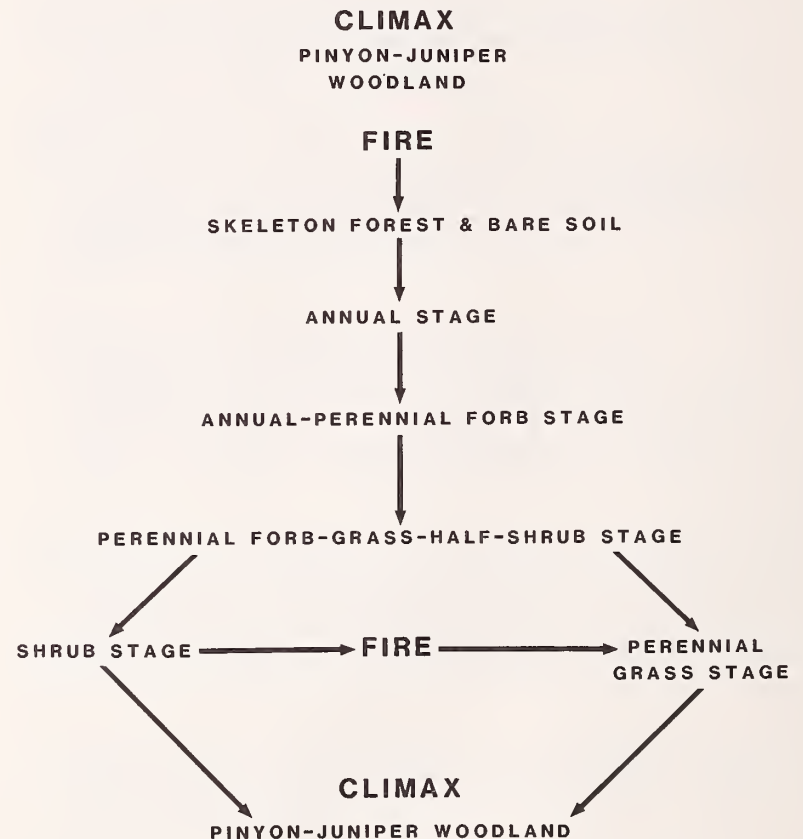 CLIMAX
PINYON-JUNIPER
WOODLAND
FIRE
SKELETON FOREST & BARE SOIL
ANNUAL STAGE
ANNUAL-PERENNIAL FORB STAGE
PERENNIAL FORB-GRASS-HALF-SHRUB STAGE
SHRUB STAGE FIRE PERENNIAL
GRASS STAGE
CLIMAX
PINYON-JUNIPER WOODLAND